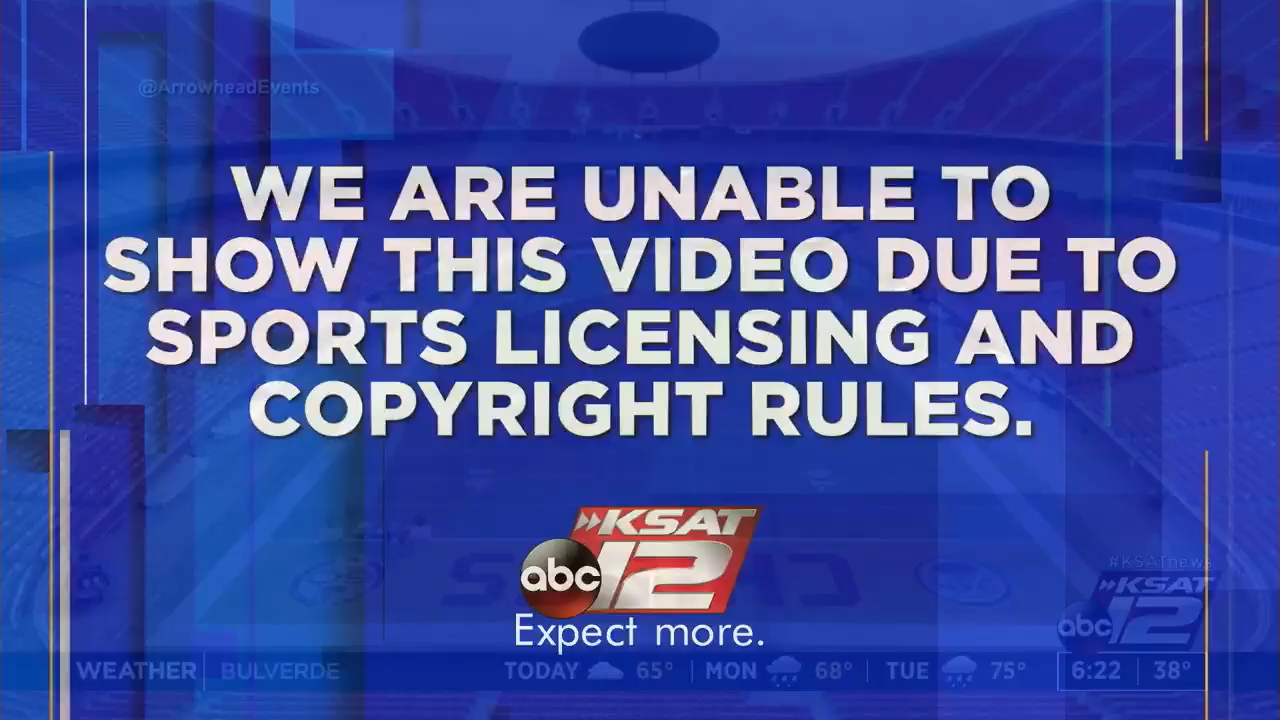 @ArrowheadEvents
WE ARE UNABLE TO
SHOW THIS VIDEO DUE TO
SPORTS LICENSING AND
COPYRIGHT RULES.
KSAT
abc 12
Expect more.
#KSATnews
KSAT
abc 12
WEATHER BULVERDE TODAY 65° MON 68° TUE 75° 6:22 38°